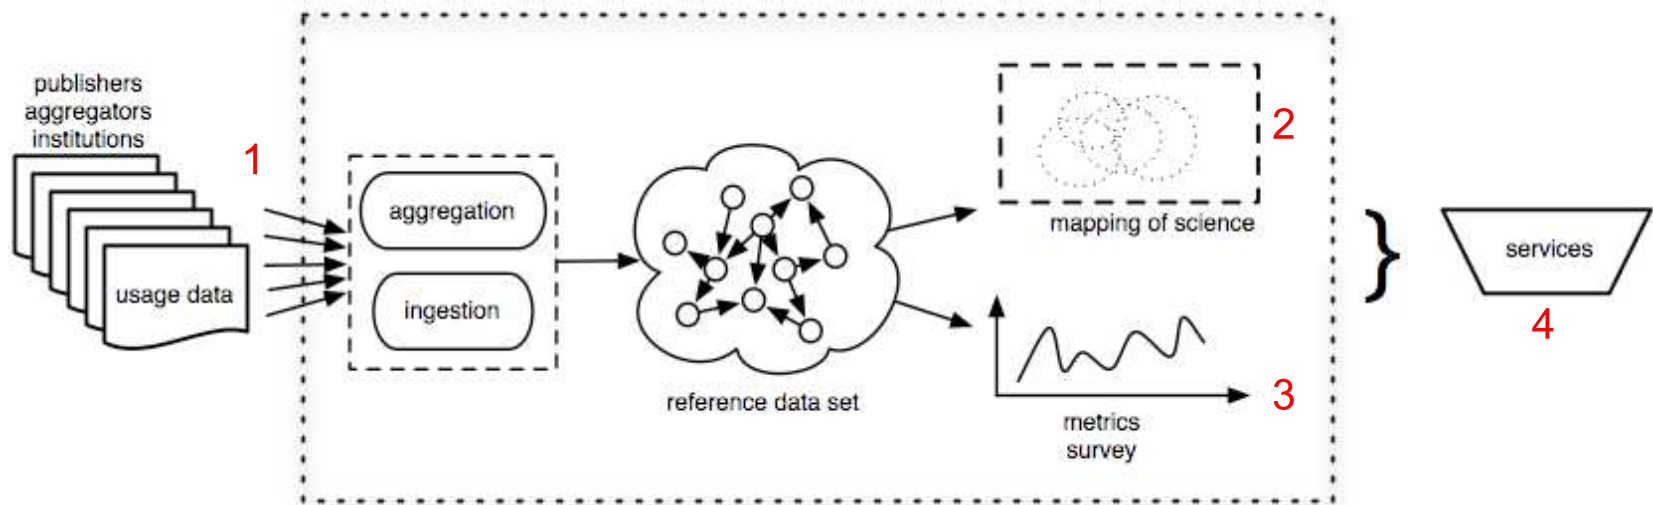 publishers
aggregators
institutions
1
usage data
aggregation
ingestion
reference data set
2
mapping of science
3
metrics
survey
services
4